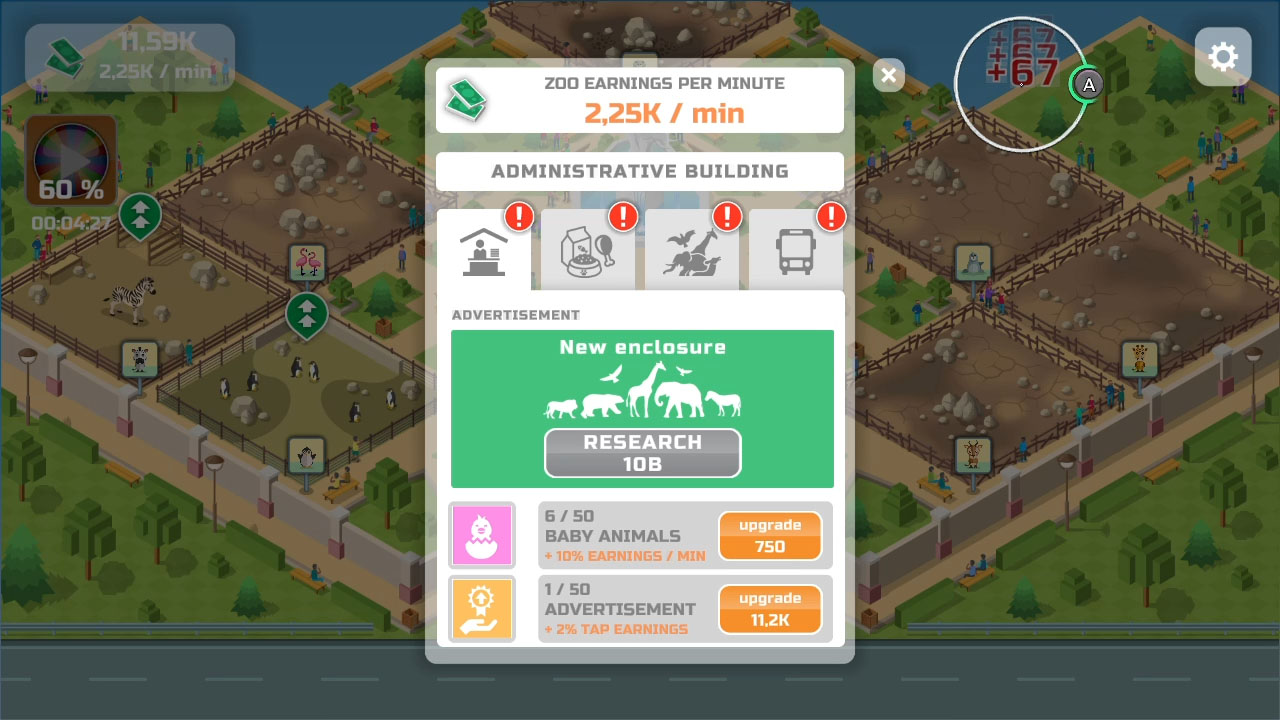 11,59K
2,25K / min
60 %
00:04:27
ZOO EARNINGS PER MINUTE
2,25K / min
ADMINISTRATIVE BUILDING
!
!
!
!
ADVERTISEMENT
New enclosure
RESEARCH
10B
6 / 50
BABY ANIMALS
+ 10% EARNINGS / MIN
upgrade
750
1 / 50
ADVERTISEMENT
+ 2% TAP EARNINGS
upgrade
11,2K
+67
+67
+67
A